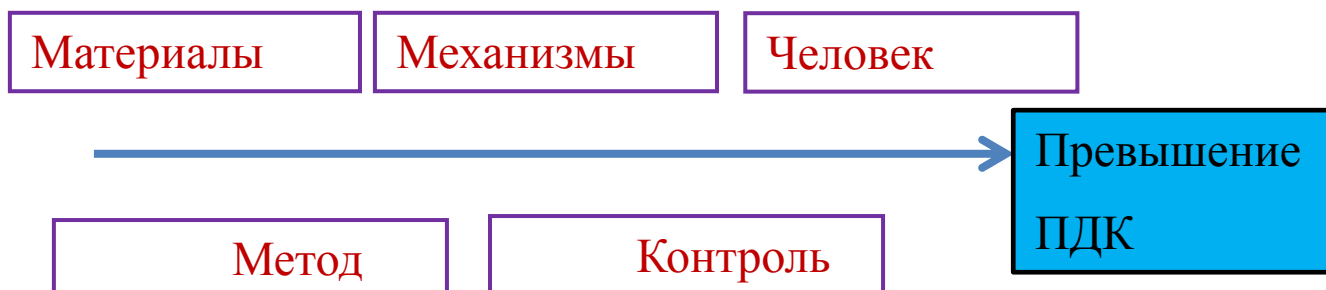 Материалы
Механизмы
Человек
Превышение
ПДК
Метод
Контроль